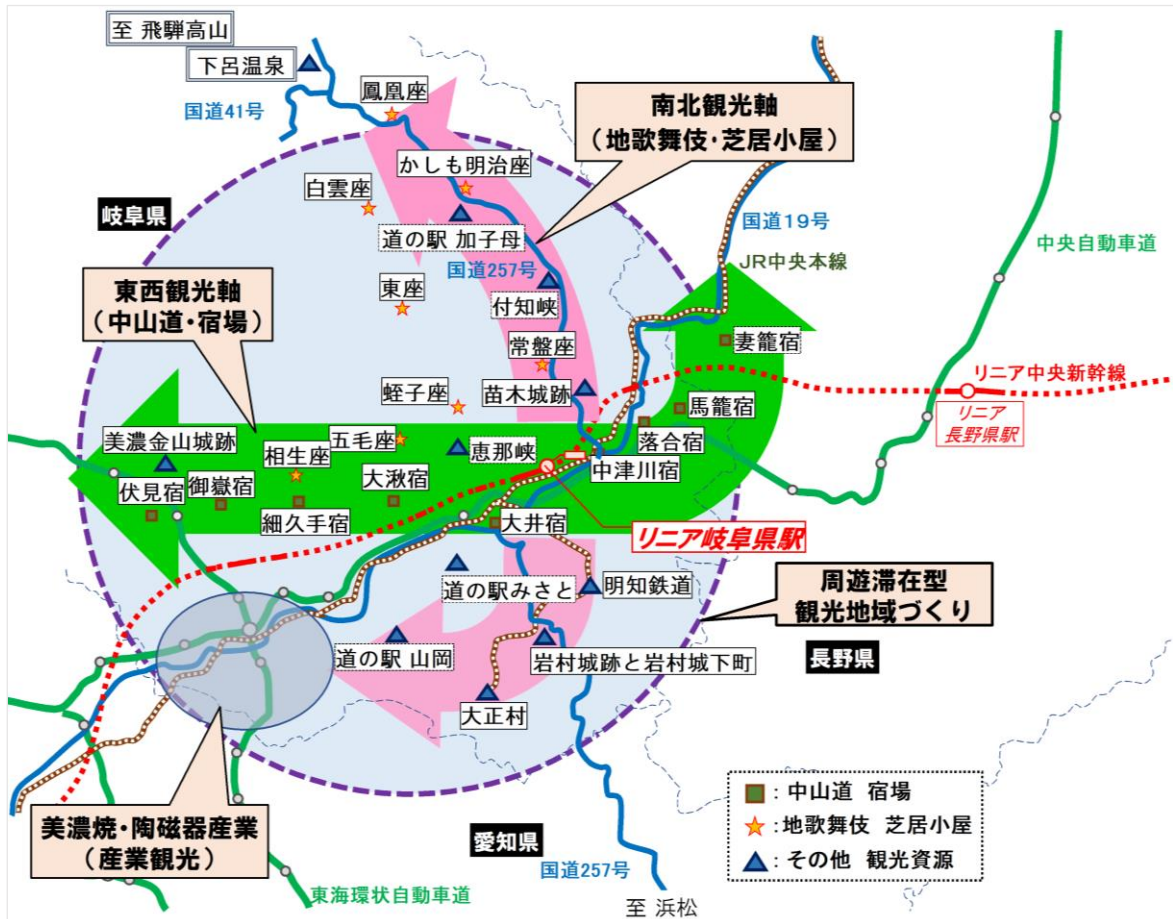 至 飛騨高山
下呂温泉
国道41号
鳳凰座
南北観光軸
(地歌舞伎・芝居小屋)
かしも明治座
白雲座
岐阜県
道の駅 加子母
国道19号
国道257号
中央自動車道
JR中央本線
東座
付知峡
東西観光軸
(中山道・宿場)
常盤座
妻籠宿
リニア中央新幹線
蛭子座
苗木城跡
馬籠宿
リニア
長野県駅
落合宿
美濃金山城跡
五毛座
恵那峡
相生座
中津川宿
伏見宿
御嶽宿
大湫宿
細久手宿
大井宿
リニア岐阜県駅
道の駅みさと
明知鉄道
周遊滞在型
観光地域づくり
道の駅 山岡
岩村城跡と岩村城下町
長野県
大正村
美濃焼・陶磁器産業
(産業観光)
愛知県
国道257号
東海環状自動車道
至 浜松
:中山道 宿場
:地歌舞伎 芝居小屋
:その他 観光資源